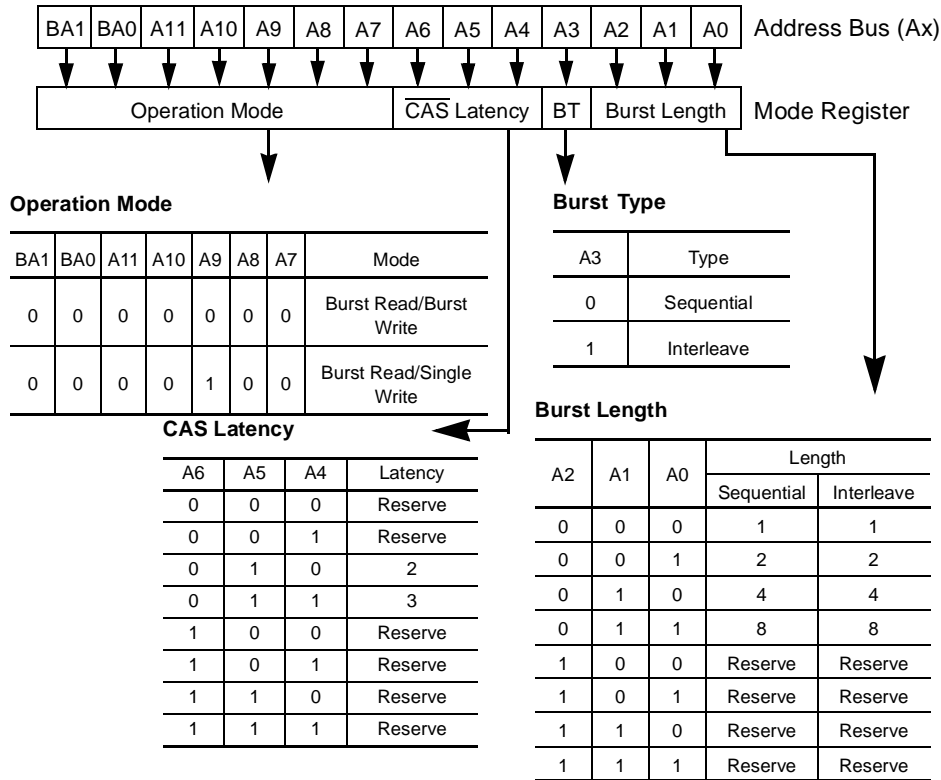 BA1 BA0 A11 A10 A9 A8 A7 A6 A5 A4 A3 A2 A1 A0 Address Bus (Ax)
Operation Mode CAS Latency BT Burst Length Mode Register
Operation Mode
BA1 BA0 A11 A10 A9 A8 A7 Mode
0 0 0 0 0 0 0 Burst Read/Burst
Write
0 0 0 0 1 0 0 Burst Read/Single
Write
Burst Type
A3 Type
0 Sequential
1 Interleave
CAS Latency
A6 A5 A4 Latency
0 0 0 Reserve
0 0 1 Reserve
0 1 0 2
0 1 1 3
1 0 0 Reserve
1 0 1 Reserve
1 1 0 Reserve
1 1 1 Reserve
Burst Length
A2 A1 A0 Length
Sequential Interleave
0 0 0 1 1
0 0 1 2 2
0 1 0 4 4
0 1 1 8 8
1 0 0 Reserve Reserve
1 0 1 Reserve Reserve
1 1 0 Reserve Reserve
1 1 1 Reserve Reserve